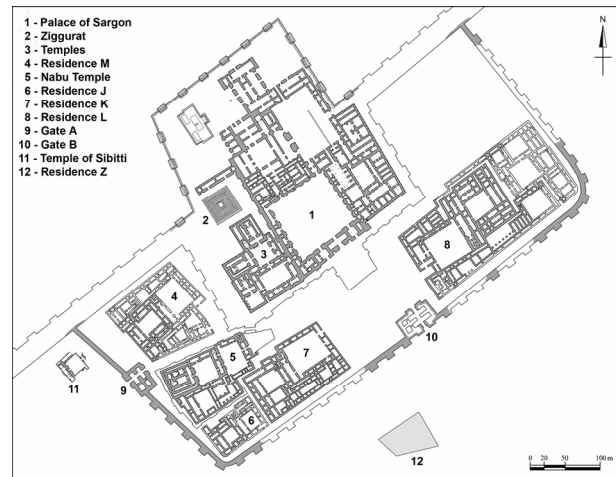 1 - Palace of Sargon
2 - Ziggurat
3 - Temples
4 - Residence M
5 - Nabu Temple
6 - Residence J
7 - Residence K
8 - Residence L
9 - Gate A
10 - Gate B
11 - Temple of Sibitti
12 - Residence Z
N
1
2
3
8
4
10
5
7
11
9
6
12
0 20 50 100 m